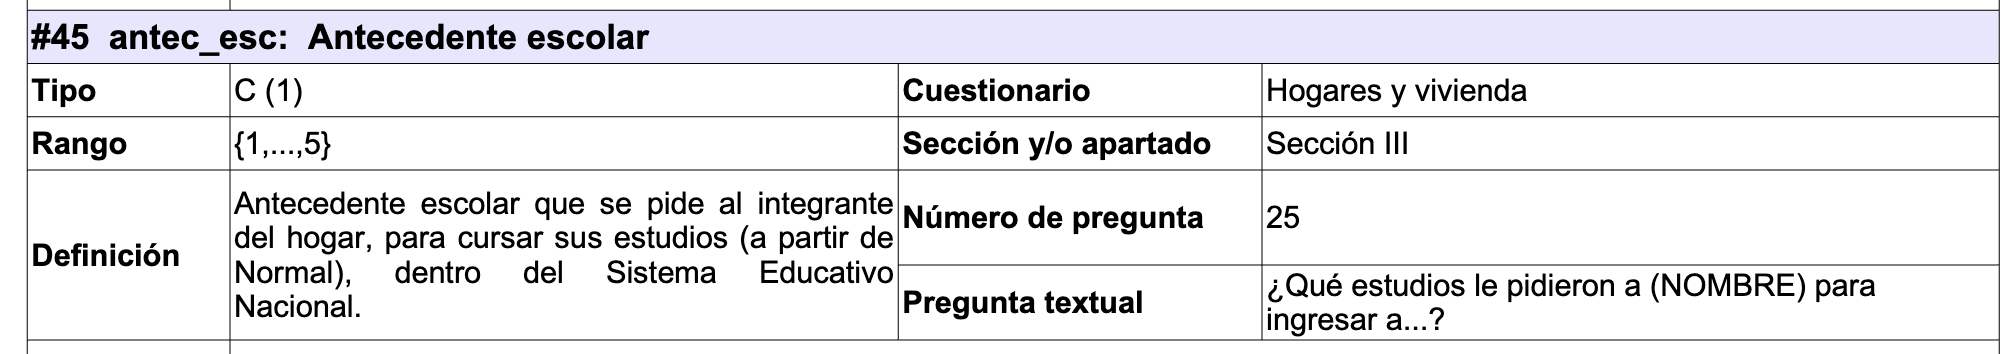 #45 antec_esc: Antecedente escolar
Tipo C (1) Cuestionario Hogares y vivienda
Rango {1,...,5} Sección y/o apartado Sección III
Definición
Antecedente escolar que se pide al integrante
del hogar, para cursar sus estudios (a partir de
Normal), dentro del Sistema Educativo
Nacional.
Número de pregunta 25
Pregunta textual
¿Qué estudios le pidieron a (NOMBRE) para
ingresar a...?